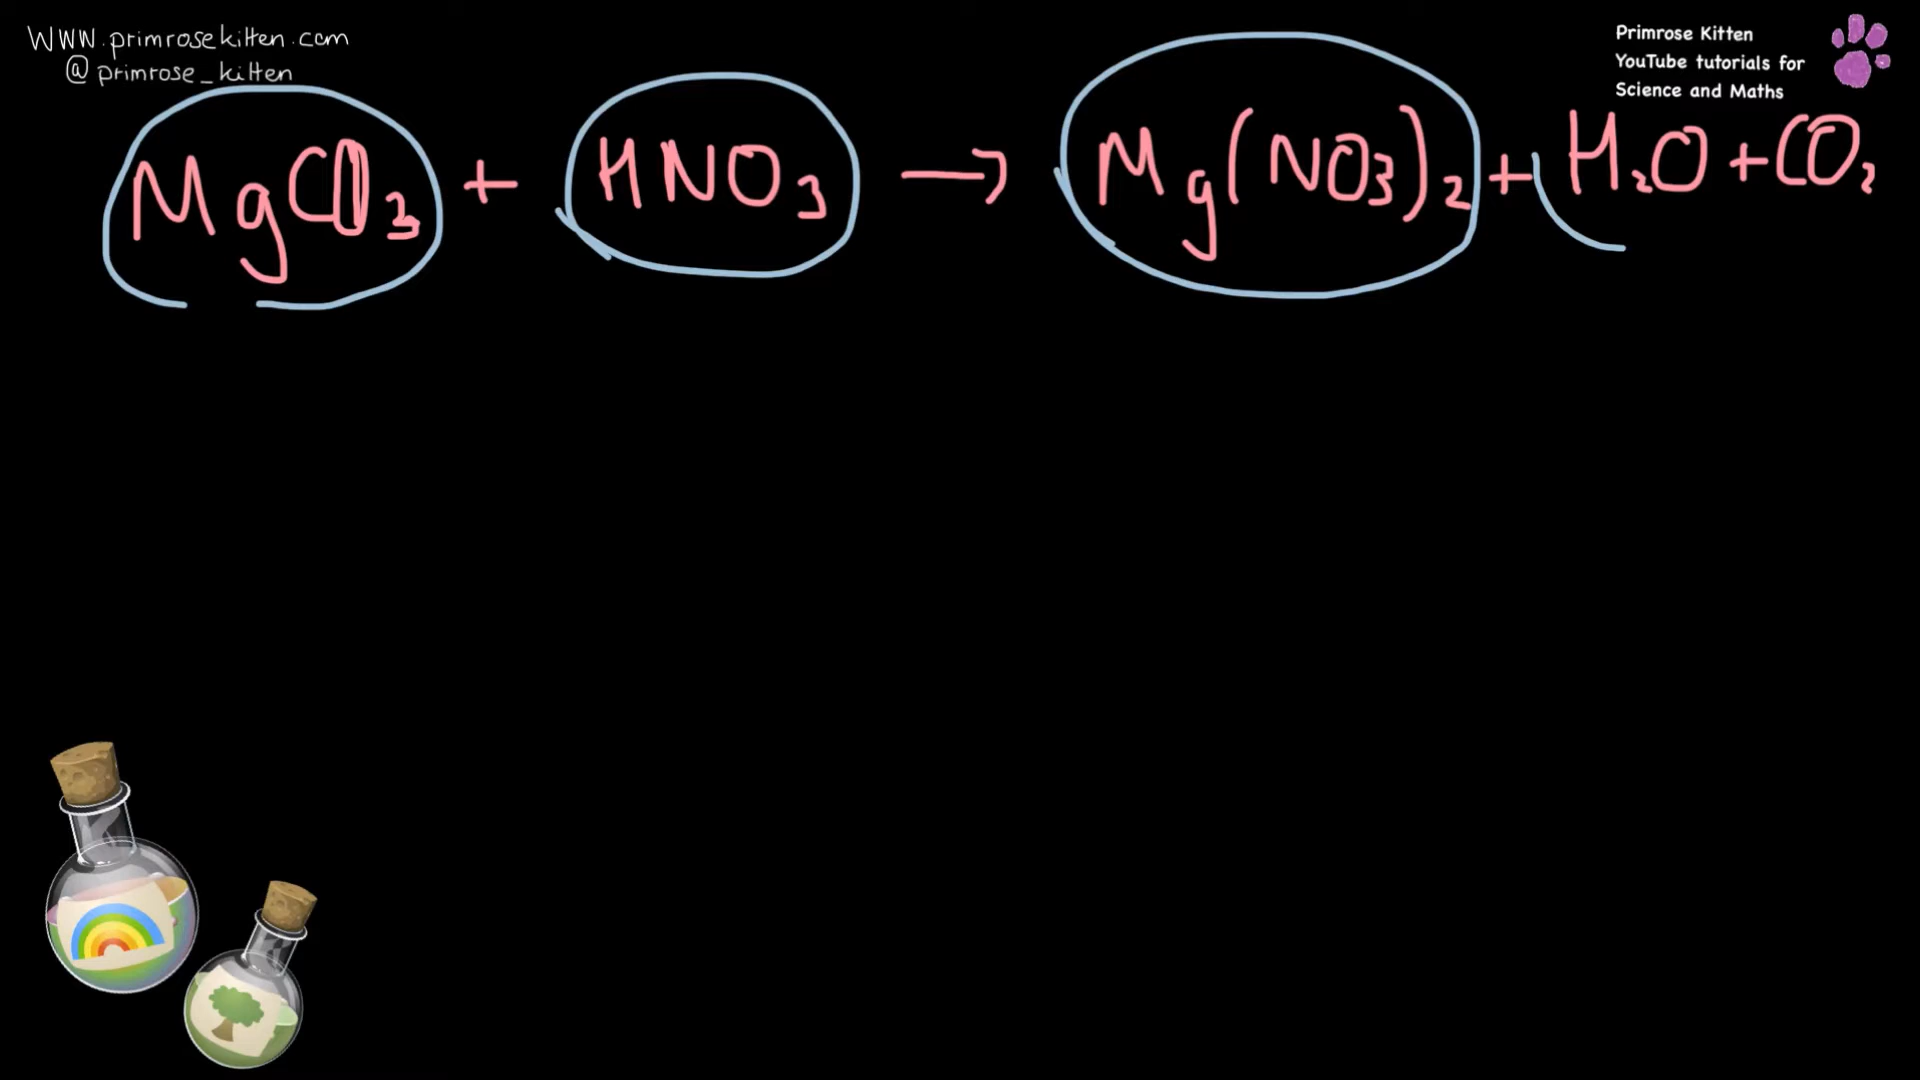 www.primrosekitten.com
@primrose_kitten
Primrose Kitten
YouTube tutorials for
Science and Maths
MgCO₃ + HNO₃ → Mg(NO₃)₂ + H₂O + CO₂